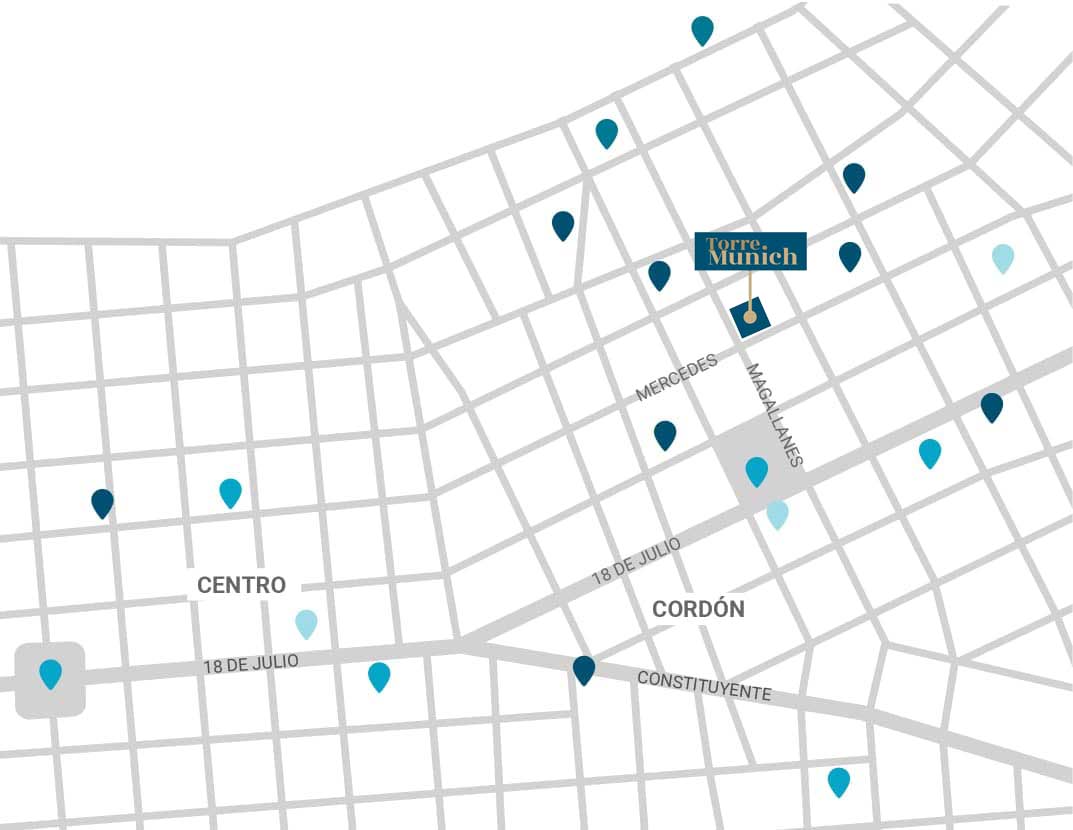 Torre
Munich
MERCEDES
MAGALLANES
18 DE JULIO
CENTRO
CORDÓN
18 DE JULIO
CONSTITUYENTE